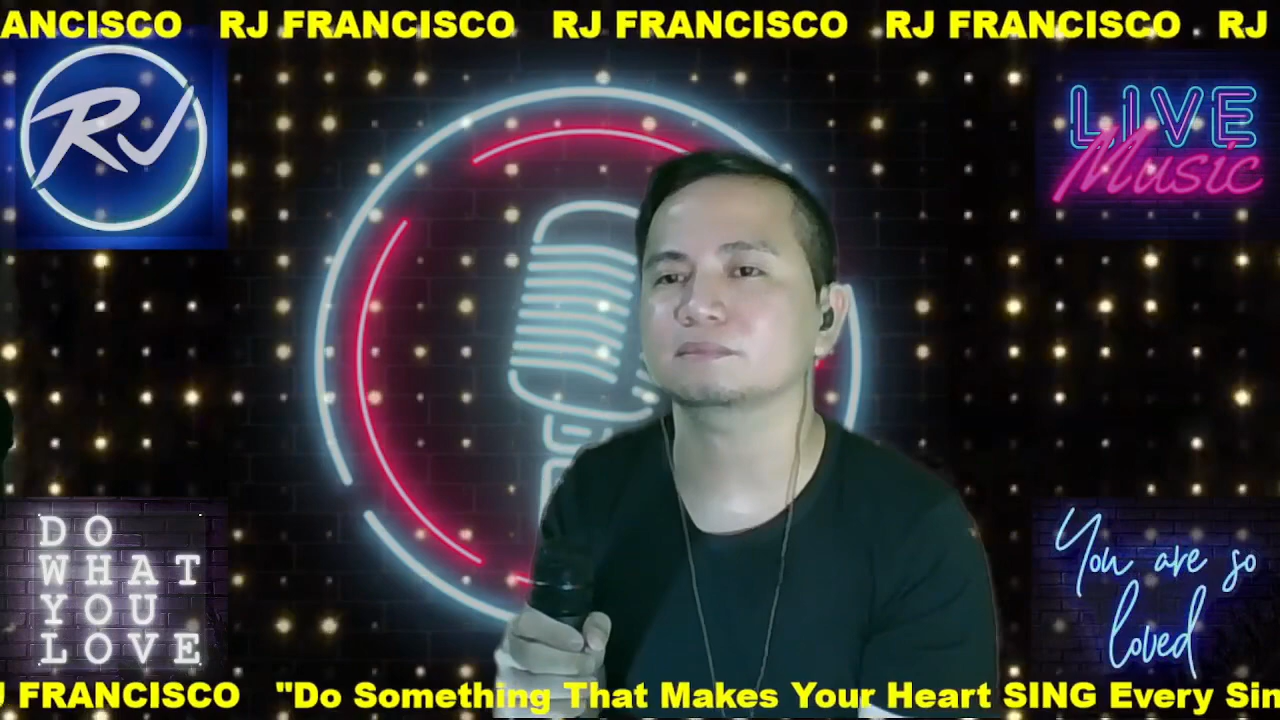 ANCISCO RJ FRANCISCO RJ FRANCISCO RJ FRANCISCO RJ
RJ
LIVE
Music
DO
WHAT
YOU
LOVE
You are so
loved
J FRANCISCO "Do Something That Makes Your Heart SING Every Sin